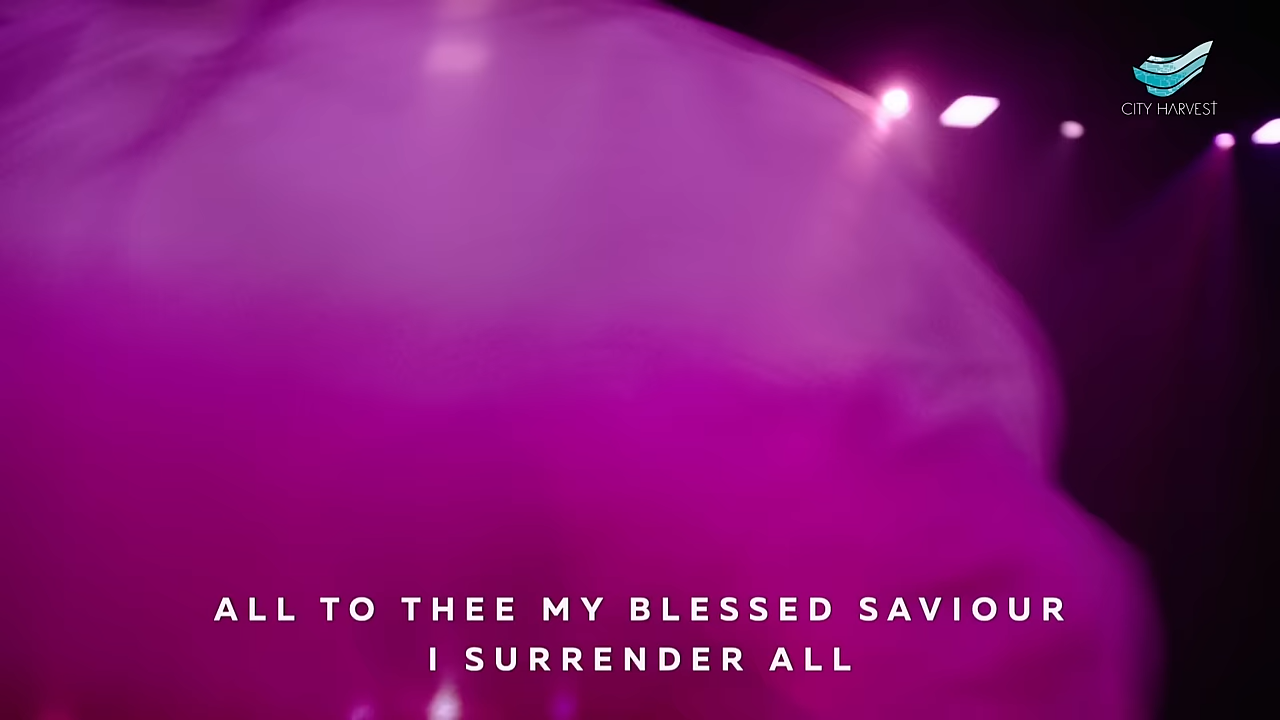 CITY HARVEST
ALL TO THEE MY BLESSED SAVIOUR
I SURRENDER ALL